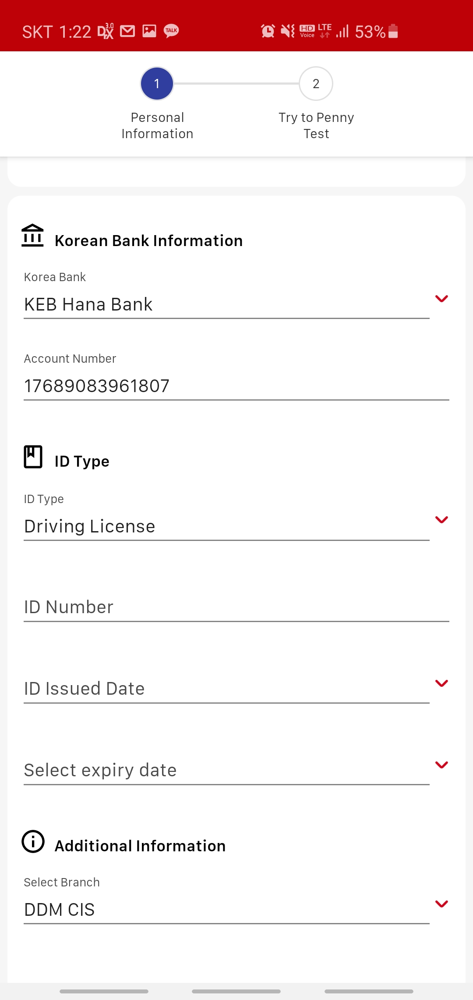 SKT 1:22 DX 3.0 TALK HD Voice LTE 53%
1 2
Personal Information
Try to Penny Test
Korean Bank Information
Korea Bank
KEB Hana Bank
Account Number
17689083961807
ID Type
ID Type
Driving License
ID Number
ID Issued Date
Select expiry date
Additional Information
Select Branch
DDM CIS